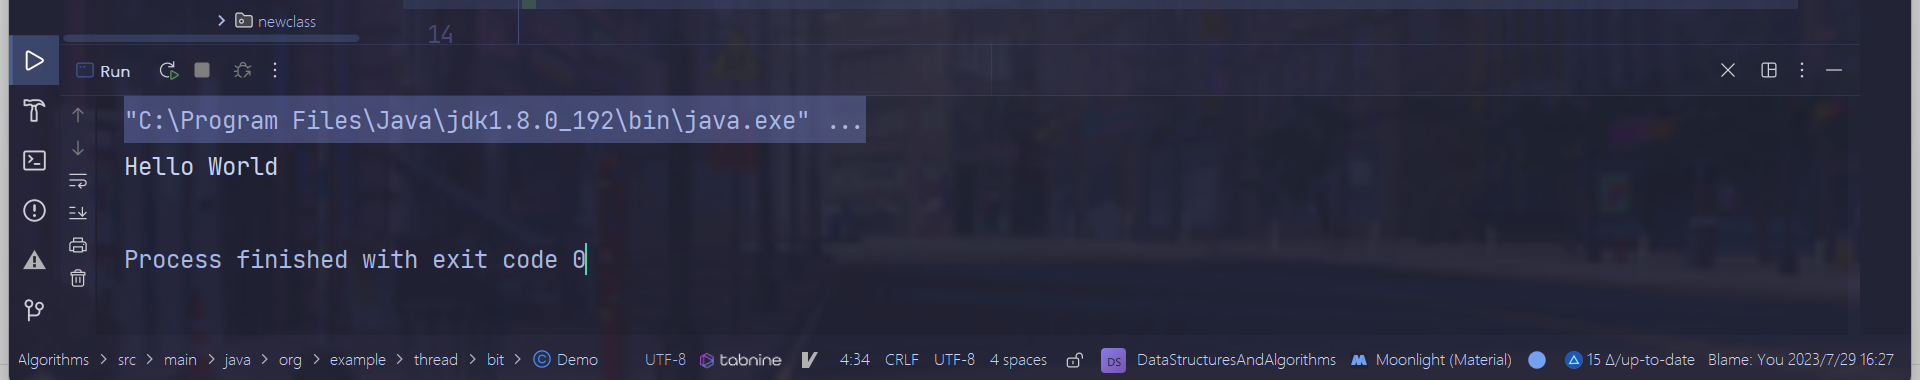 newclass
14
Run
"C:\Program Files\Java\jdk1.8.0_192\bin\java.exe" ...
Hello World
Process finished with exit code 0
Algorithms > src > main > java > org > example > thread > bit > Demo UTF-8 tabnine 4:34 CRLF UTF-8 4 spaces DS DataStructuresAndAlgorithms Moonlight (Material) 15 Δ/up-to-date Blame: You 2023/7/29 16:27